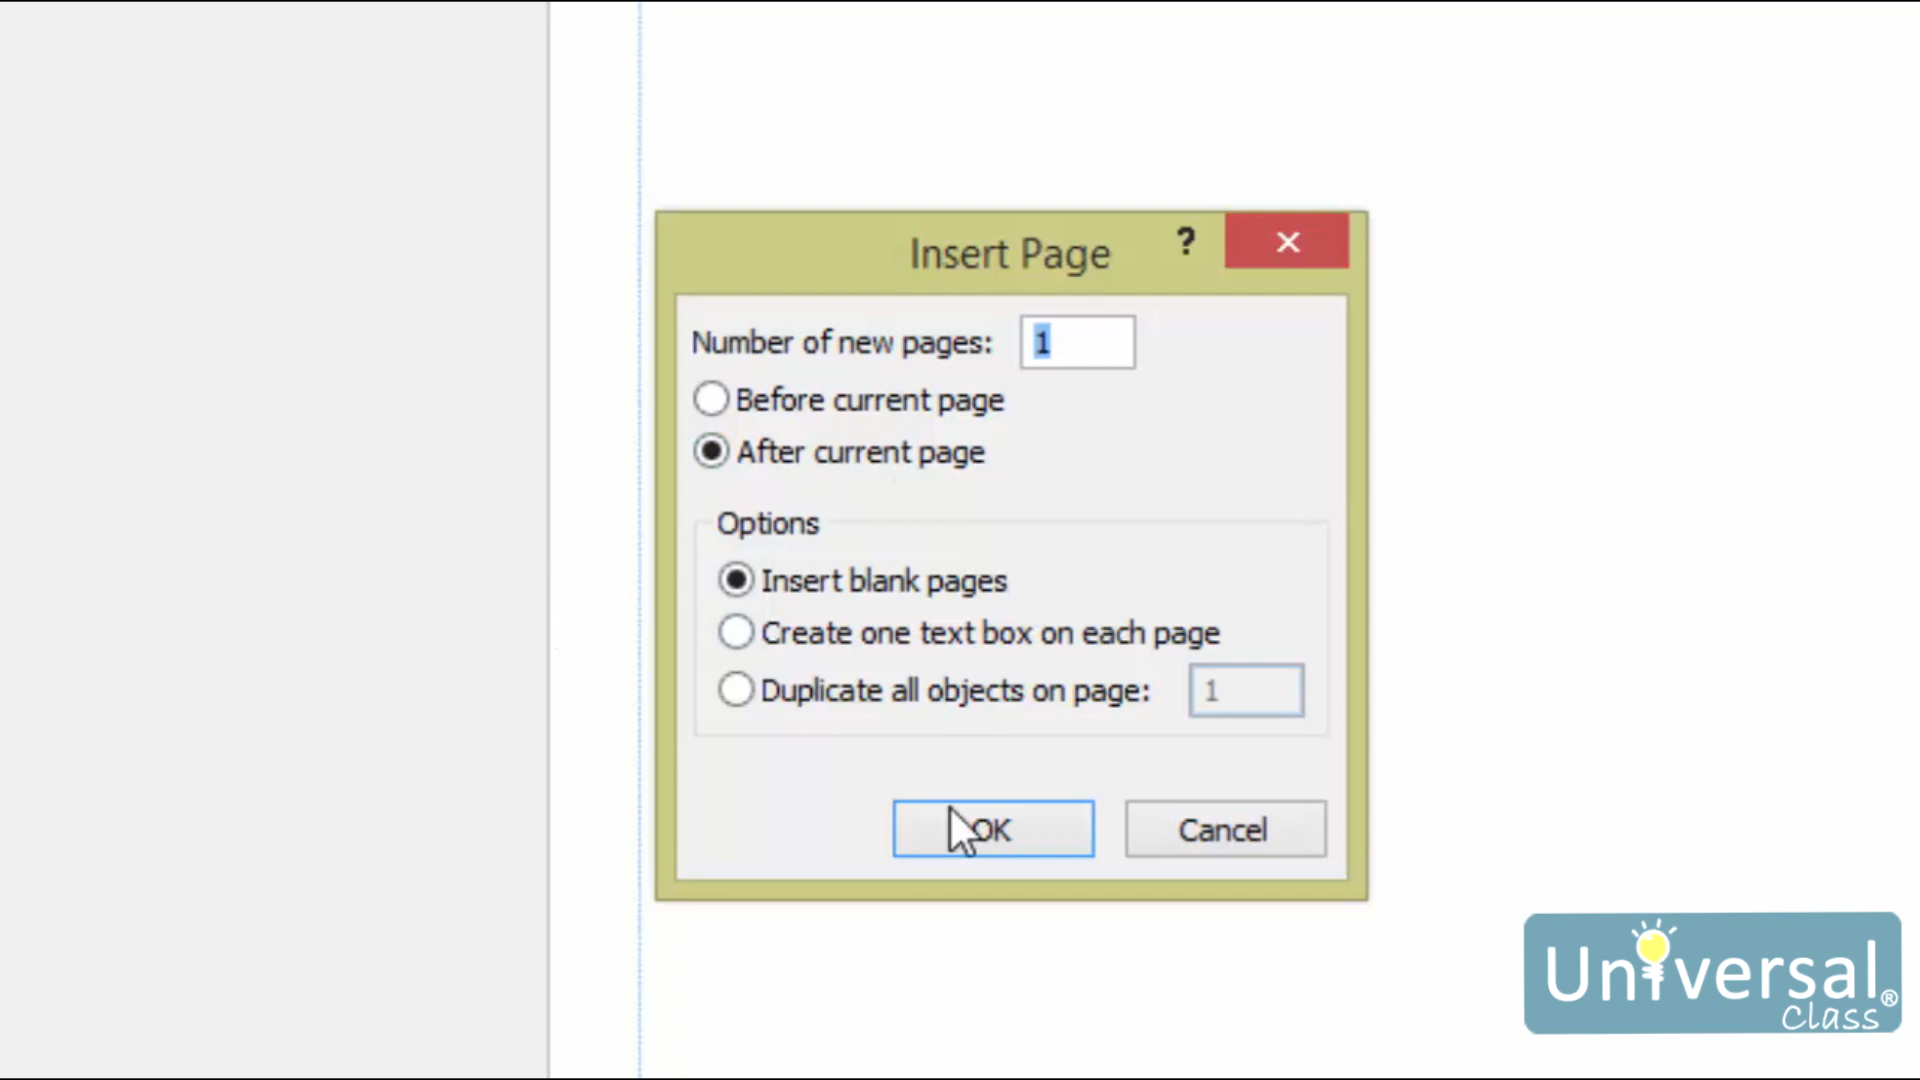 Insert Page
?
Number of new pages: 1
Before current page
After current page
Options
Insert blank pages
Create one text box on each page
Duplicate all objects on page: 1
OK Cancel
Universal®
Class